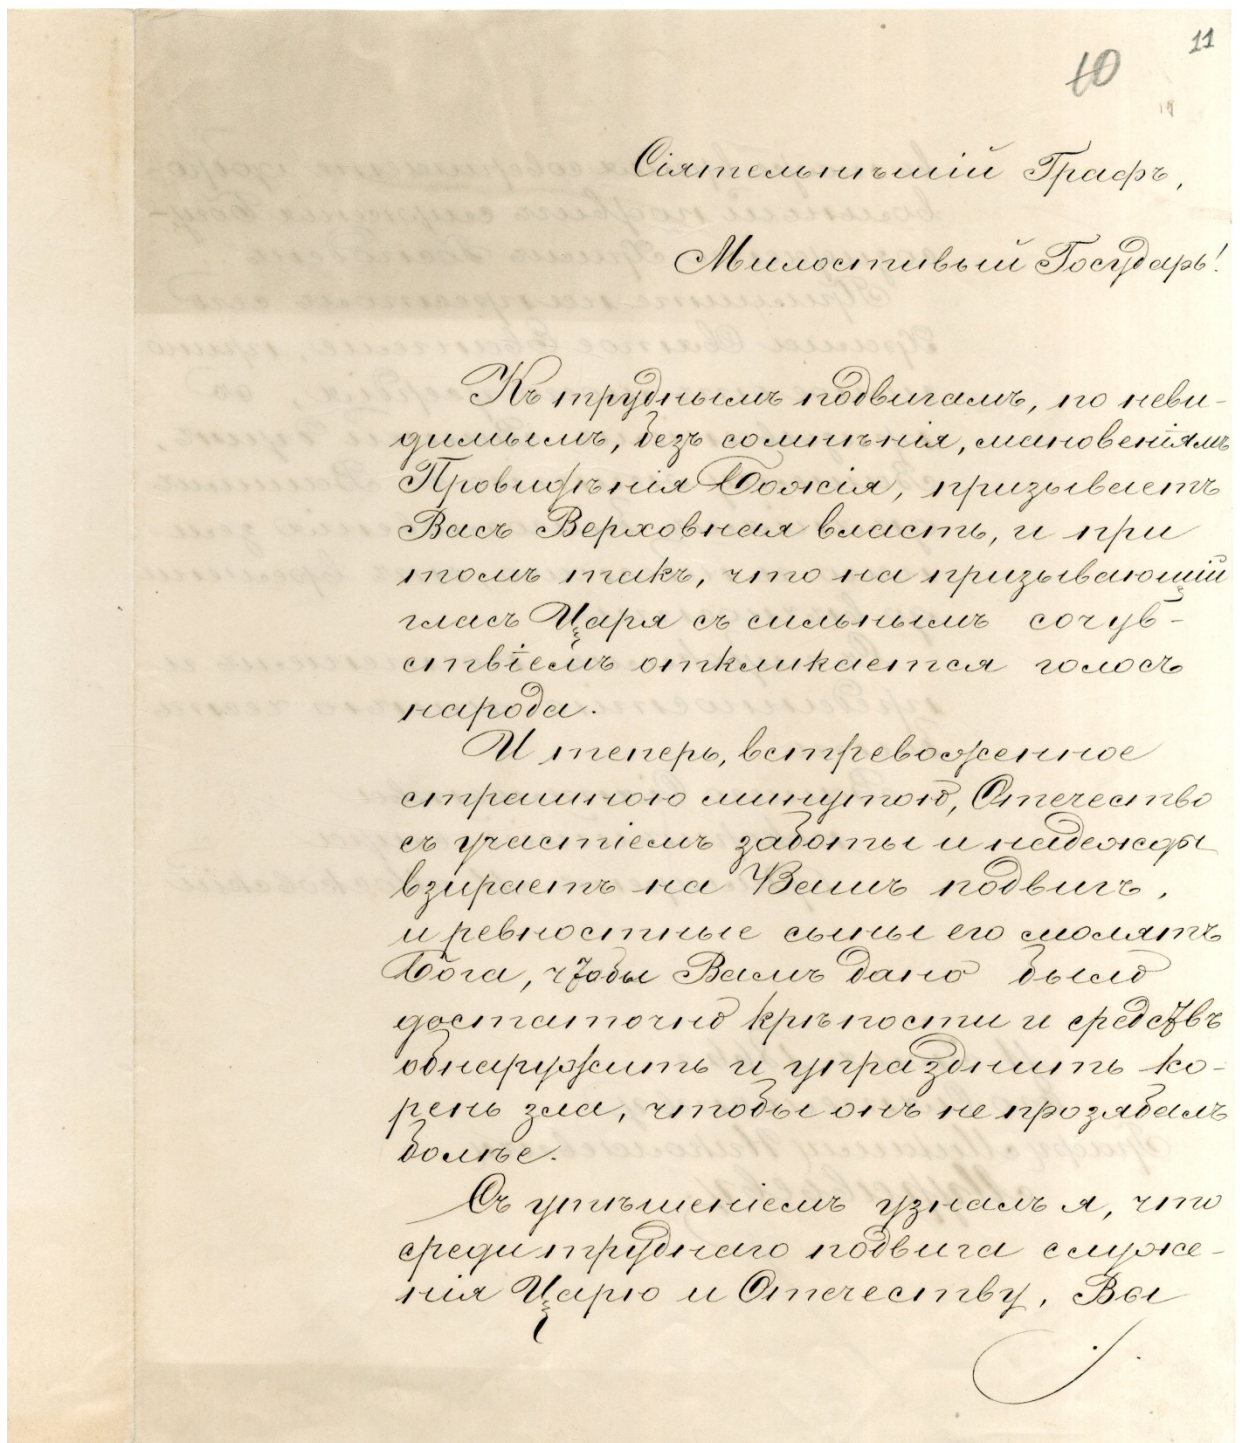 11
10
Сіятельнѣшій Графъ,
Милостивый Государь!
Къ труднымъ подвигамъ, по неви-
димымъ, безъ сомнѣнія, мановеніямъ
Провидѣнія Божія, призываетъ
Васъ Верховная власть, и при
томъ такъ, что на призывающій
гласъ Царя съ сильнымъ сочув-
ствіемъ откликается голосъ
народа.
И теперь, встревоженное
страшною минутою, Отечество
съ участіемъ заботы и надежды
взираетъ на Вашъ подвигъ,
и ревностные сыны его молятъ
Бога, чтобы Вамъ дано было
достаточно крѣпости и средствъ
обнаружить и упразднить ко-
рень зла, чтобы онъ не прозябалъ
болѣе.
Съ утѣшеніемъ узналъ я, что
среди труднаго подвига служе-
нія Царю и Отечеству, Вы